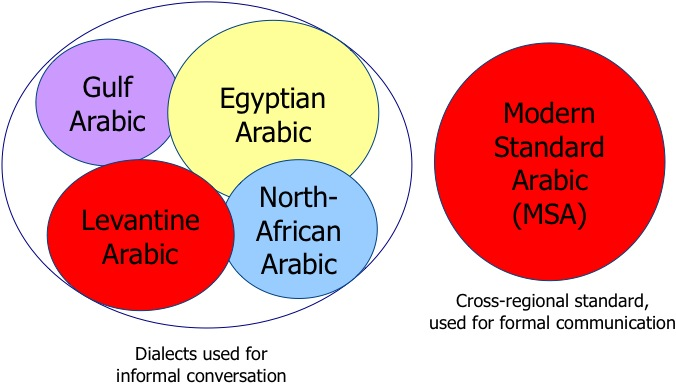 Gulf
Arabic
Egyptian
Arabic
Levantine
Arabic
North-
African
Arabic
Dialects used for
informal conversation
Modern
Standard
Arabic
(MSA)
Cross-regional standard,
used for formal communication